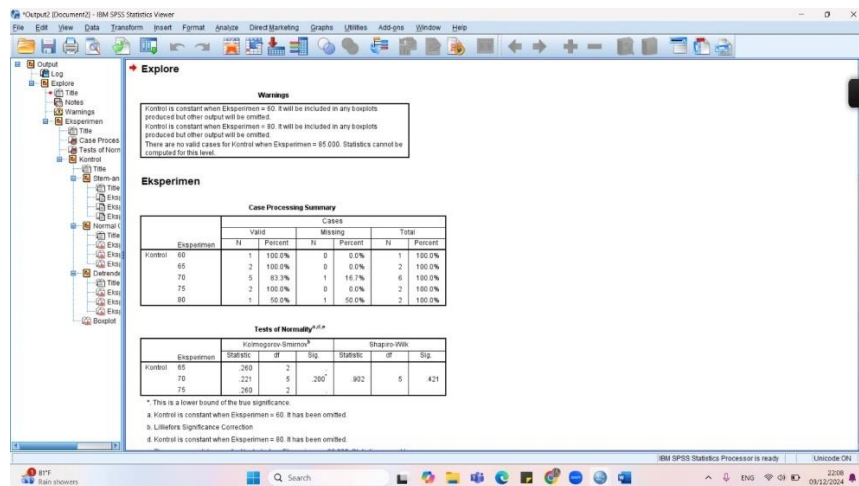 *Output2 [Document2] - IBM SPSS Statistics Viewer
File Edit View Data Transform Insert Format Analyze Direct Marketing Graphs Utilities Add-ons Window Help
Output
Log
Explore
Title
Notes
Warnings
Eksperimen
Title
Case Proces
Tests of Norm
Kontrol
Title
Stem-an
Title
Eksp
Eksp
Eksp
Normal Q
Title
Eksp
Eksp
Eksp
Detrende
Title
Eksp
Eksp
Eksp
Boxplot
Explore
Warnings
Kontrol is constant when Eksperimen = 60. It will be included in any boxplots
produced but other output will be omitted.
Kontrol is constant when Eksperimen = 80. It will be included in any boxplots
produced but other output will be omitted.
There are no valid cases for Kontrol when Eksperimen = 85.000. Statistics cannot be
computed for this level.
Eksperimen
Case Processing Summary
Cases
Valid Missing Total
Eksperimen N Percent N Percent N Percent
Kontrol 60 1 100.0% 0 0.0% 1 100.0%
65 2 100.0% 0 0.0% 2 100.0%
70 5 83.3% 1 16.7% 6 100.0%
75 2 100.0% 0 0.0% 2 100.0%
80 1 50.0% 1 50.0% 2 100.0%
Tests of Normality a,d,e
Kolmogorov-Smirnov b Shapiro-Wilk
Eksperimen Statistic df Sig. Statistic df Sig.
Kontrol 65 .260 2 .
70 .221 5 .200* .902 5 .421
75 .260 2 .
*. This is a lower bound of the true significance.
a. Kontrol is constant when Eksperimen = 60. It has been omitted.
b. Lilliefors Significance Correction
d. Kontrol is constant when Eksperimen = 80. It has been omitted.
IBM SPSS Statistics Processor is ready Unicode:ON
81°F
Rain showers
Search
ENG
22:08
09/12/2024